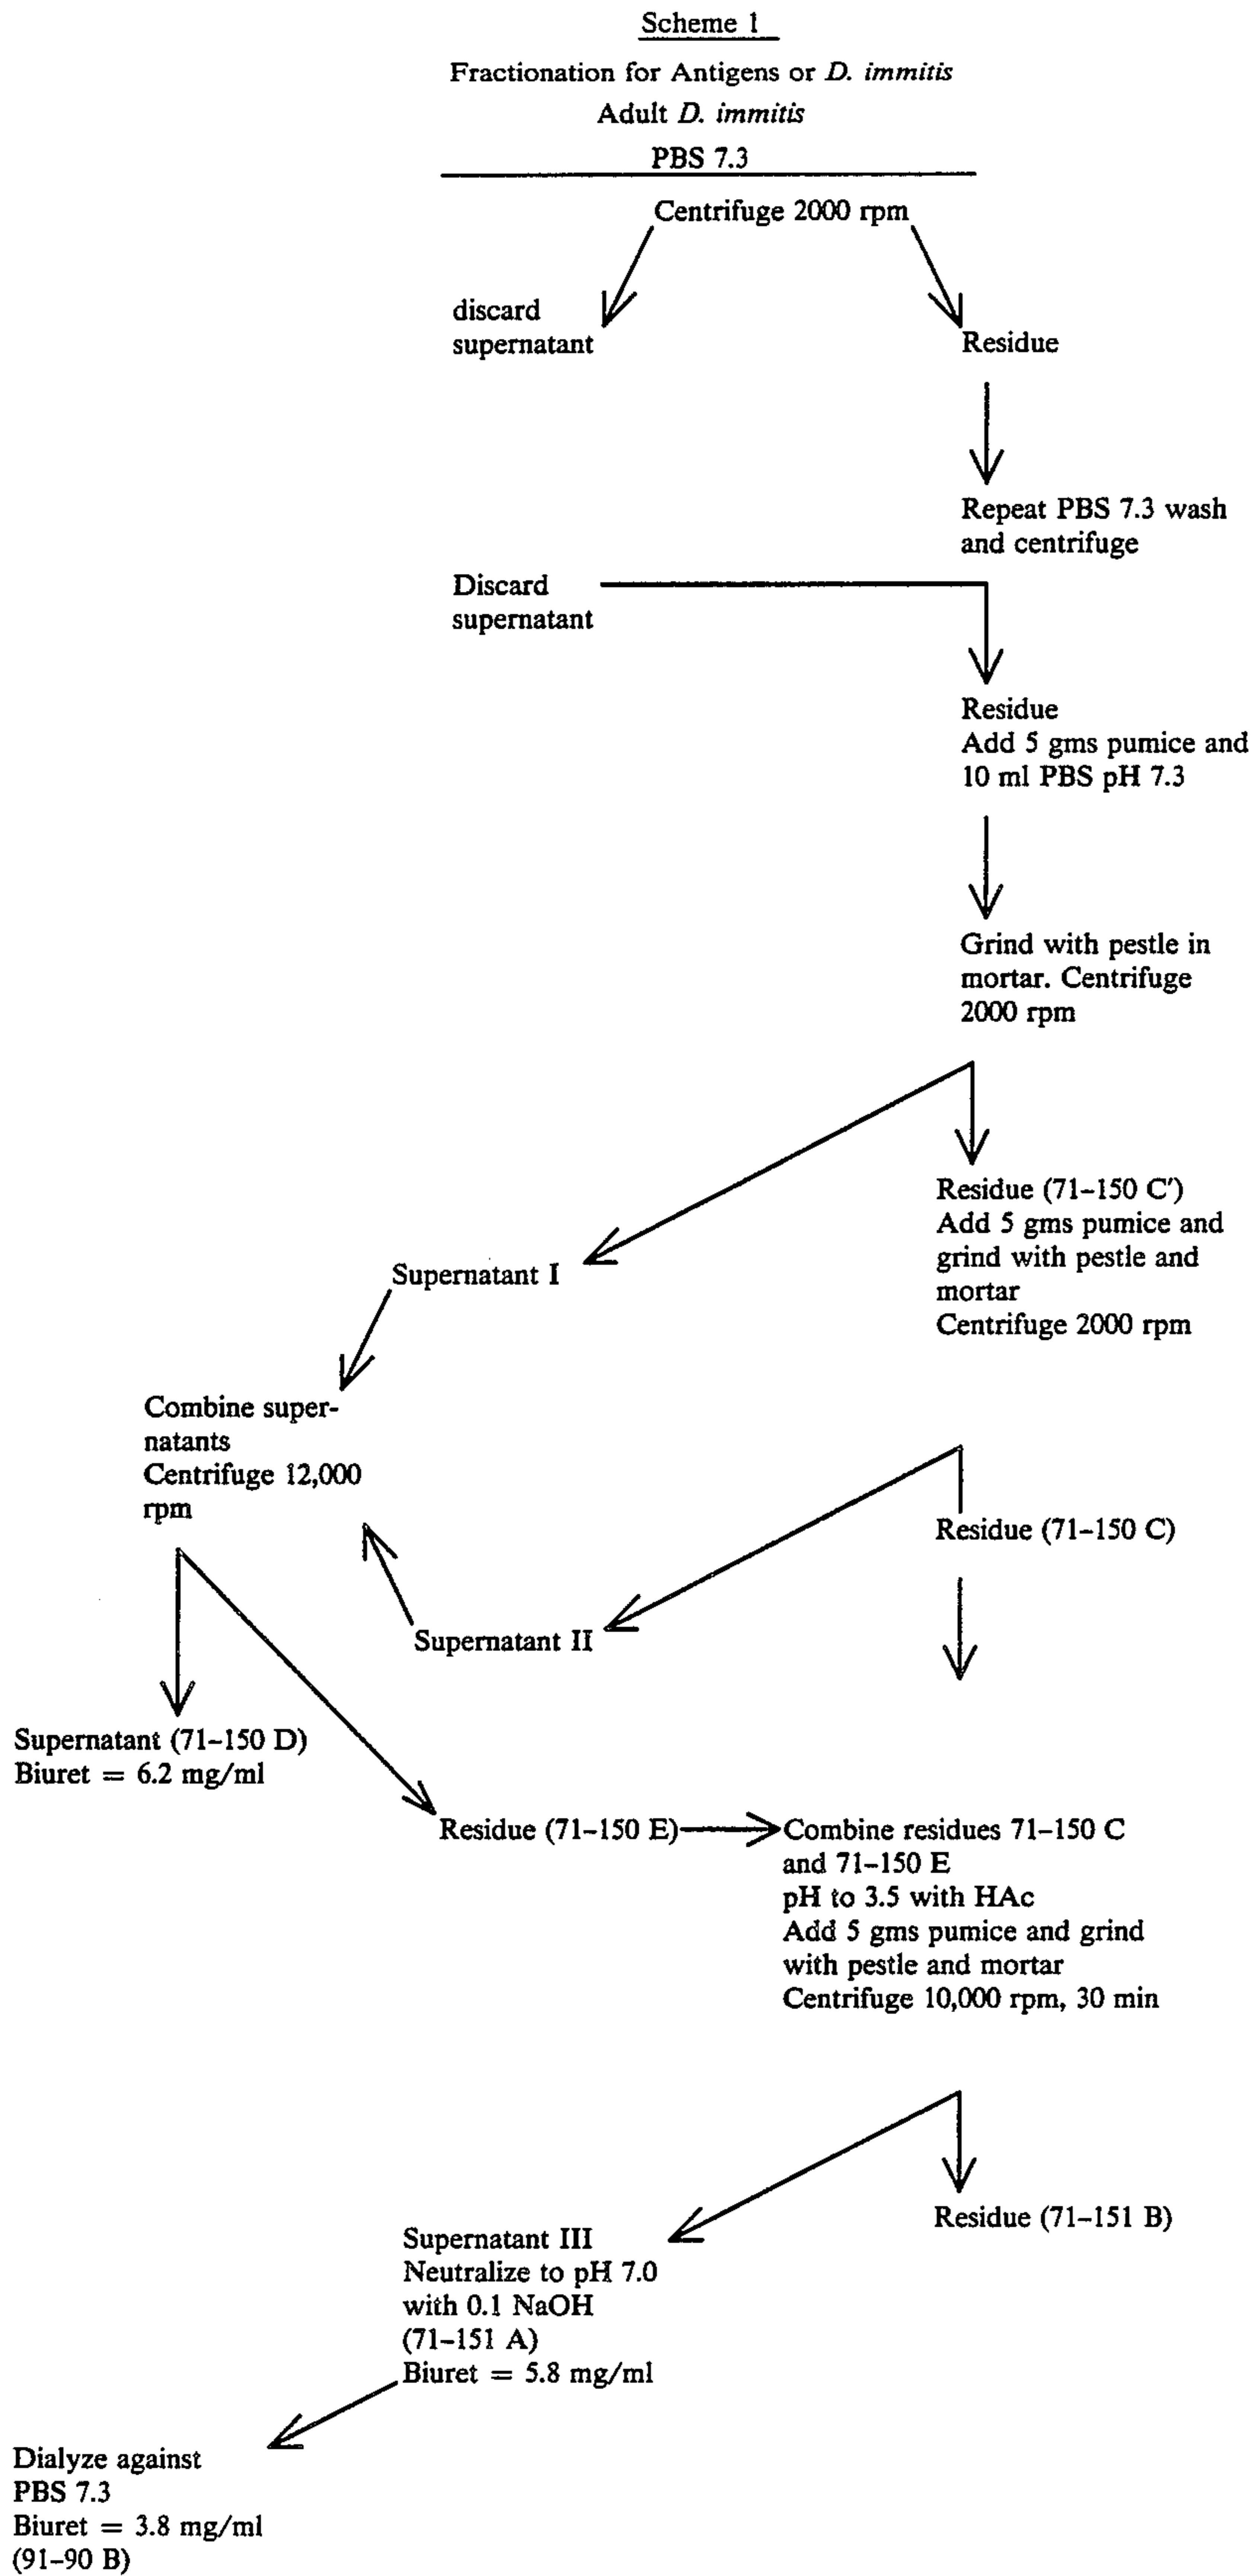 Scheme 1
Fractionation for Antigens or D. immitis
Adult D. immitis
PBS 7.3
Centrifuge 2000 rpm
discard
supernatant
Residue
Repeat PBS 7.3 wash
and centrifuge
Discard
supernatant
Residue
Add 5 gms pumice and
10 ml PBS pH 7.3
Grind with pestle in
mortar. Centrifuge
2000 rpm
Residue (71–150 C′)
Add 5 gms pumice and
grind with pestle and
mortar
Centrifuge 2000 rpm
Supernatant I
Combine super-
natants
Centrifuge 12,000
rpm
Residue (71–150 C)
Supernatant II
Supernatant (71–150 D)
Biuret = 6.2 mg/ml
Residue (71–150 E)
Combine residues 71–150 C
and 71–150 E
pH to 3.5 with HAc
Add 5 gms pumice and grind
with pestle and mortar
Centrifuge 10,000 rpm, 30 min
Residue (71–151 B)
Supernatant III
Neutralize to pH 7.0
with 0.1 NaOH
(71–151 A)
Biuret = 5.8 mg/ml
Dialyze against
PBS 7.3
Biuret = 3.8 mg/ml
(91–90 B)